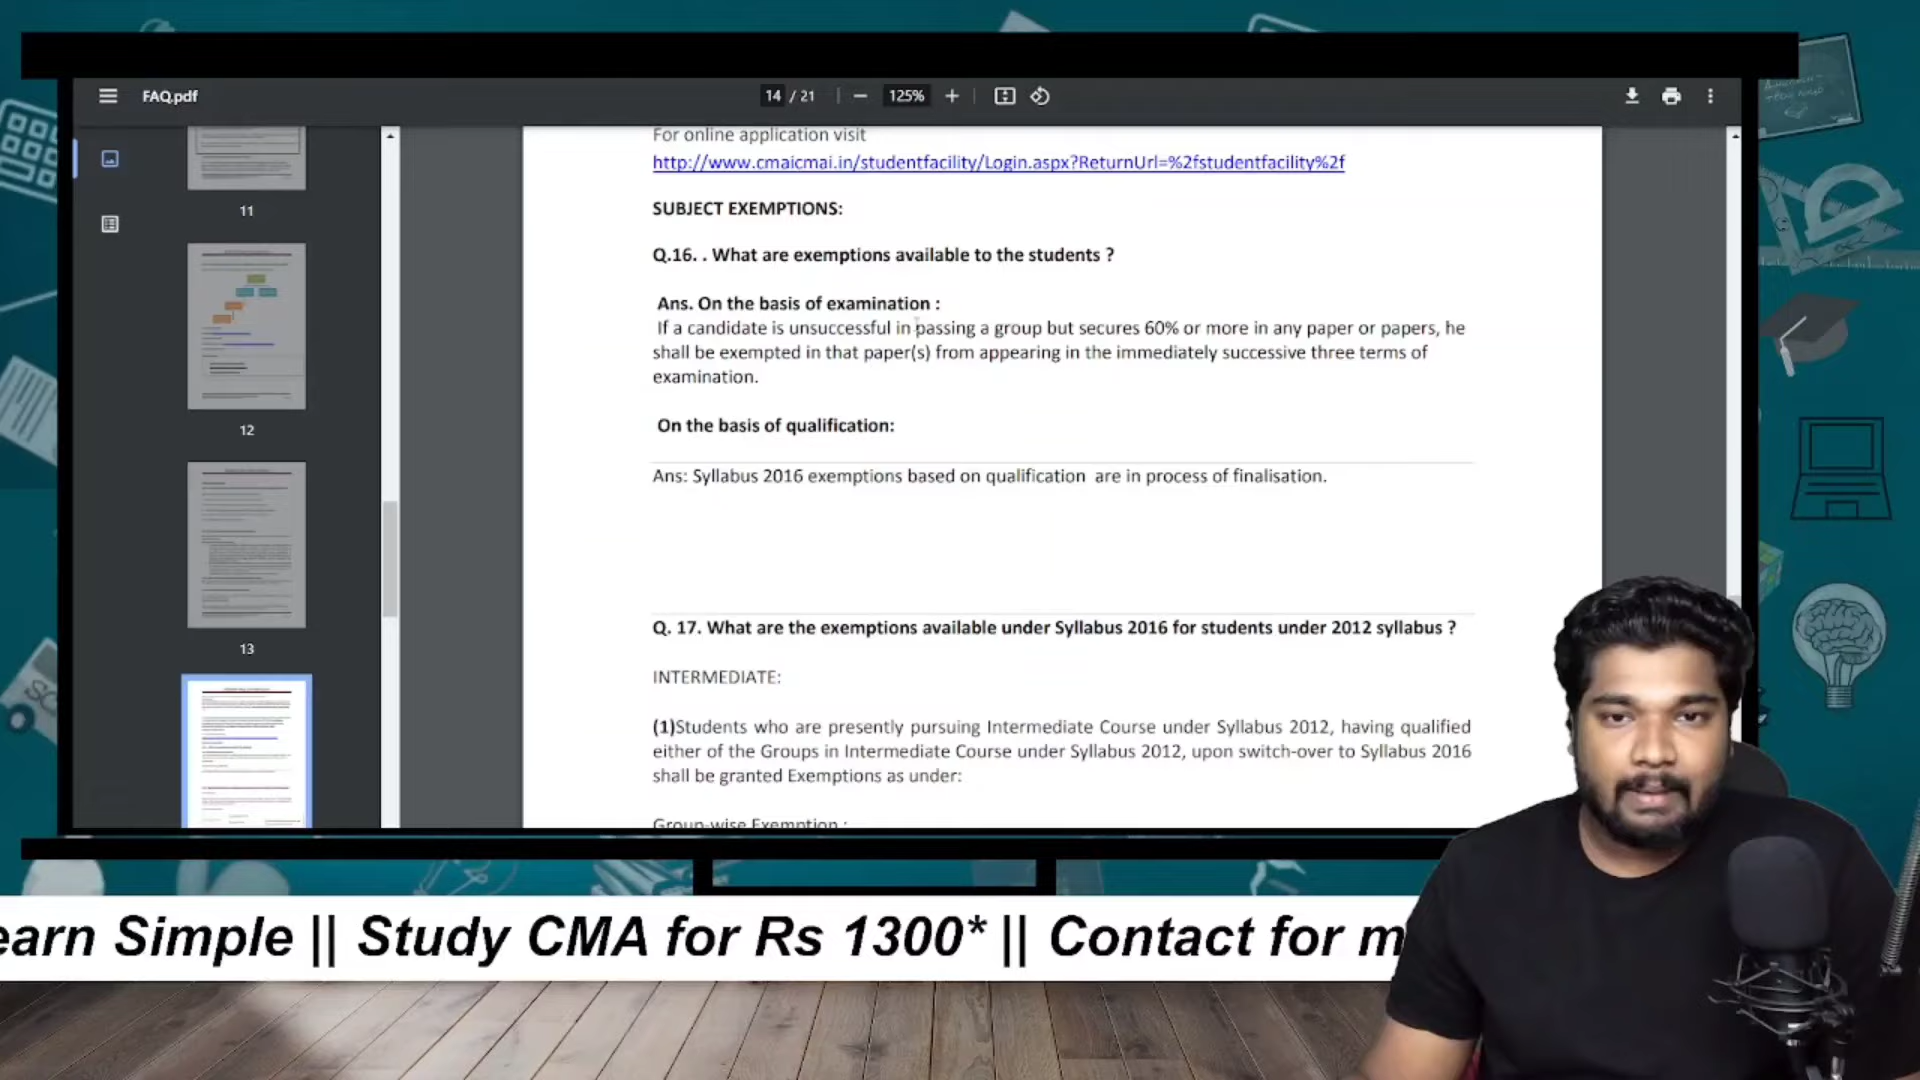 FAQ.pdf
14 / 21
125%
11
12
13
For online application visit
http://www.cmaicmai.in/studentfacility/Login.aspx?ReturnUrl=%2fstudentfacility%2f
SUBJECT EXEMPTIONS:
Q.16. . What are exemptions available to the students ?
Ans. On the basis of examination :
If a candidate is unsuccessful in passing a group but secures 60% or more in any paper or papers, he
shall be exempted in that paper(s) from appearing in the immediately successive three terms of
examination.
On the basis of qualification:
Ans: Syllabus 2016 exemptions based on qualification are in process of finalisation.
Q. 17. What are the exemptions available under Syllabus 2016 for students under 2012 syllabus ?
INTERMEDIATE:
(1)Students who are presently pursuing Intermediate Course under Syllabus 2012, having qualified
either of the Groups in Intermediate Course under Syllabus 2012, upon switch-over to Syllabus 2016
shall be granted Exemptions as under:
Group-wise Exemption :
earn Simple || Study CMA for Rs 1300* || Contact for m